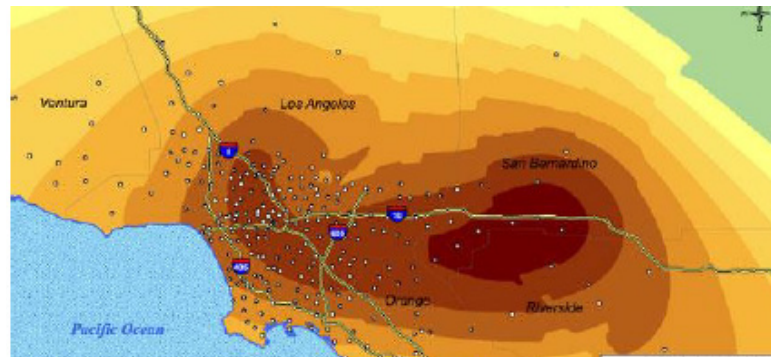 Ventura
Los Angeles
San Bernardino
5
10
605
405
Orange
Riverside
Pacific Ocean